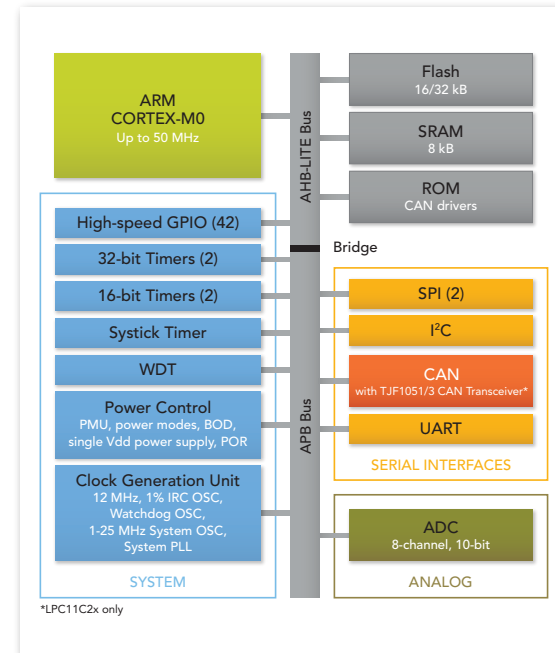 ARM
CORTEX-M0
Up to 50 MHz
AHB-LITE Bus
Flash
16/32 kB
SRAM
8 kB
ROM
CAN drivers
High-speed GPIO (42)
32-bit Timers (2)
16-bit Timers (2)
Systick Timer
WDT
Power Control
PMU, power modes, BOD,
single Vdd power supply, POR
Clock Generation Unit
12 MHz, 1% IRC OSC,
Watchdog OSC,
1-25 MHz System OSC,
System PLL
SYSTEM
Bridge
APB Bus
SPI (2)
I²C
CAN
with TJF1051/3 CAN Transceiver*
UART
SERIAL INTERFACES
ADC
8-channel, 10-bit
ANALOG
*LPC11C2x only